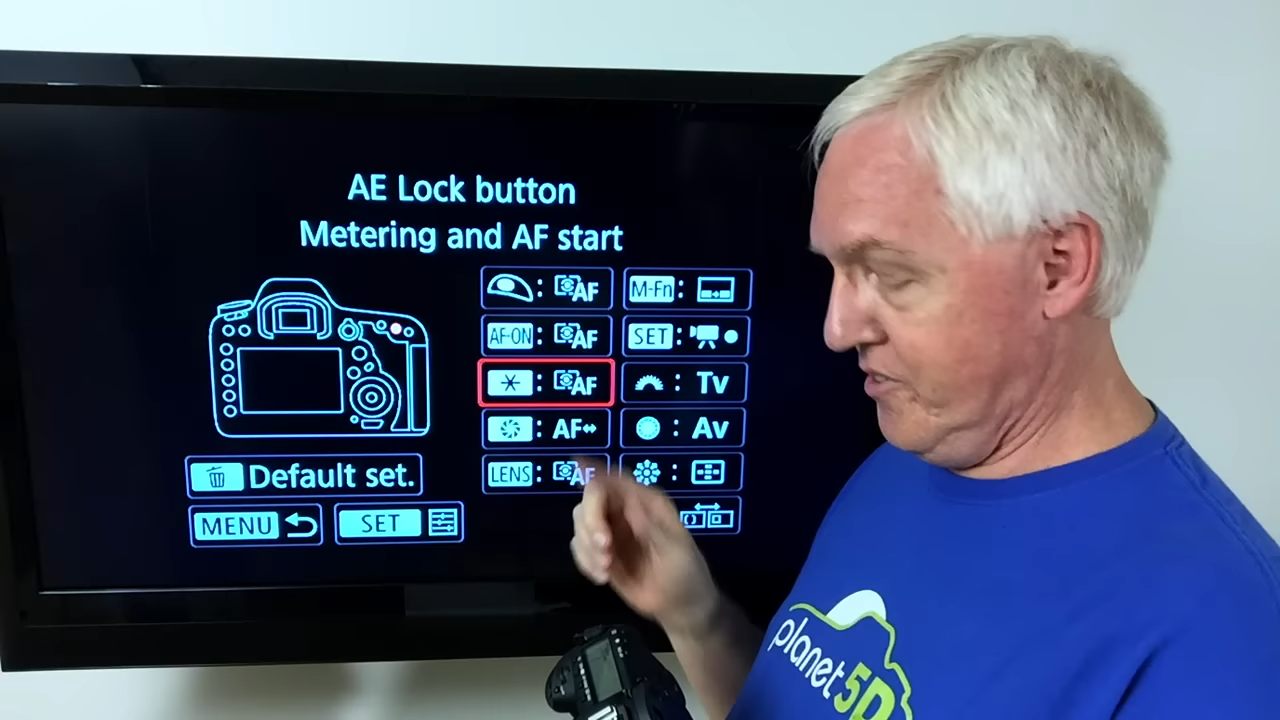 AE Lock button
Metering and AF start
: AF
M-Fn :
AF-ON : AF
SET :
: AF
: Tv
: AF
: Av
LENS : AF
:
Default set.
MENU
SET
planet5D